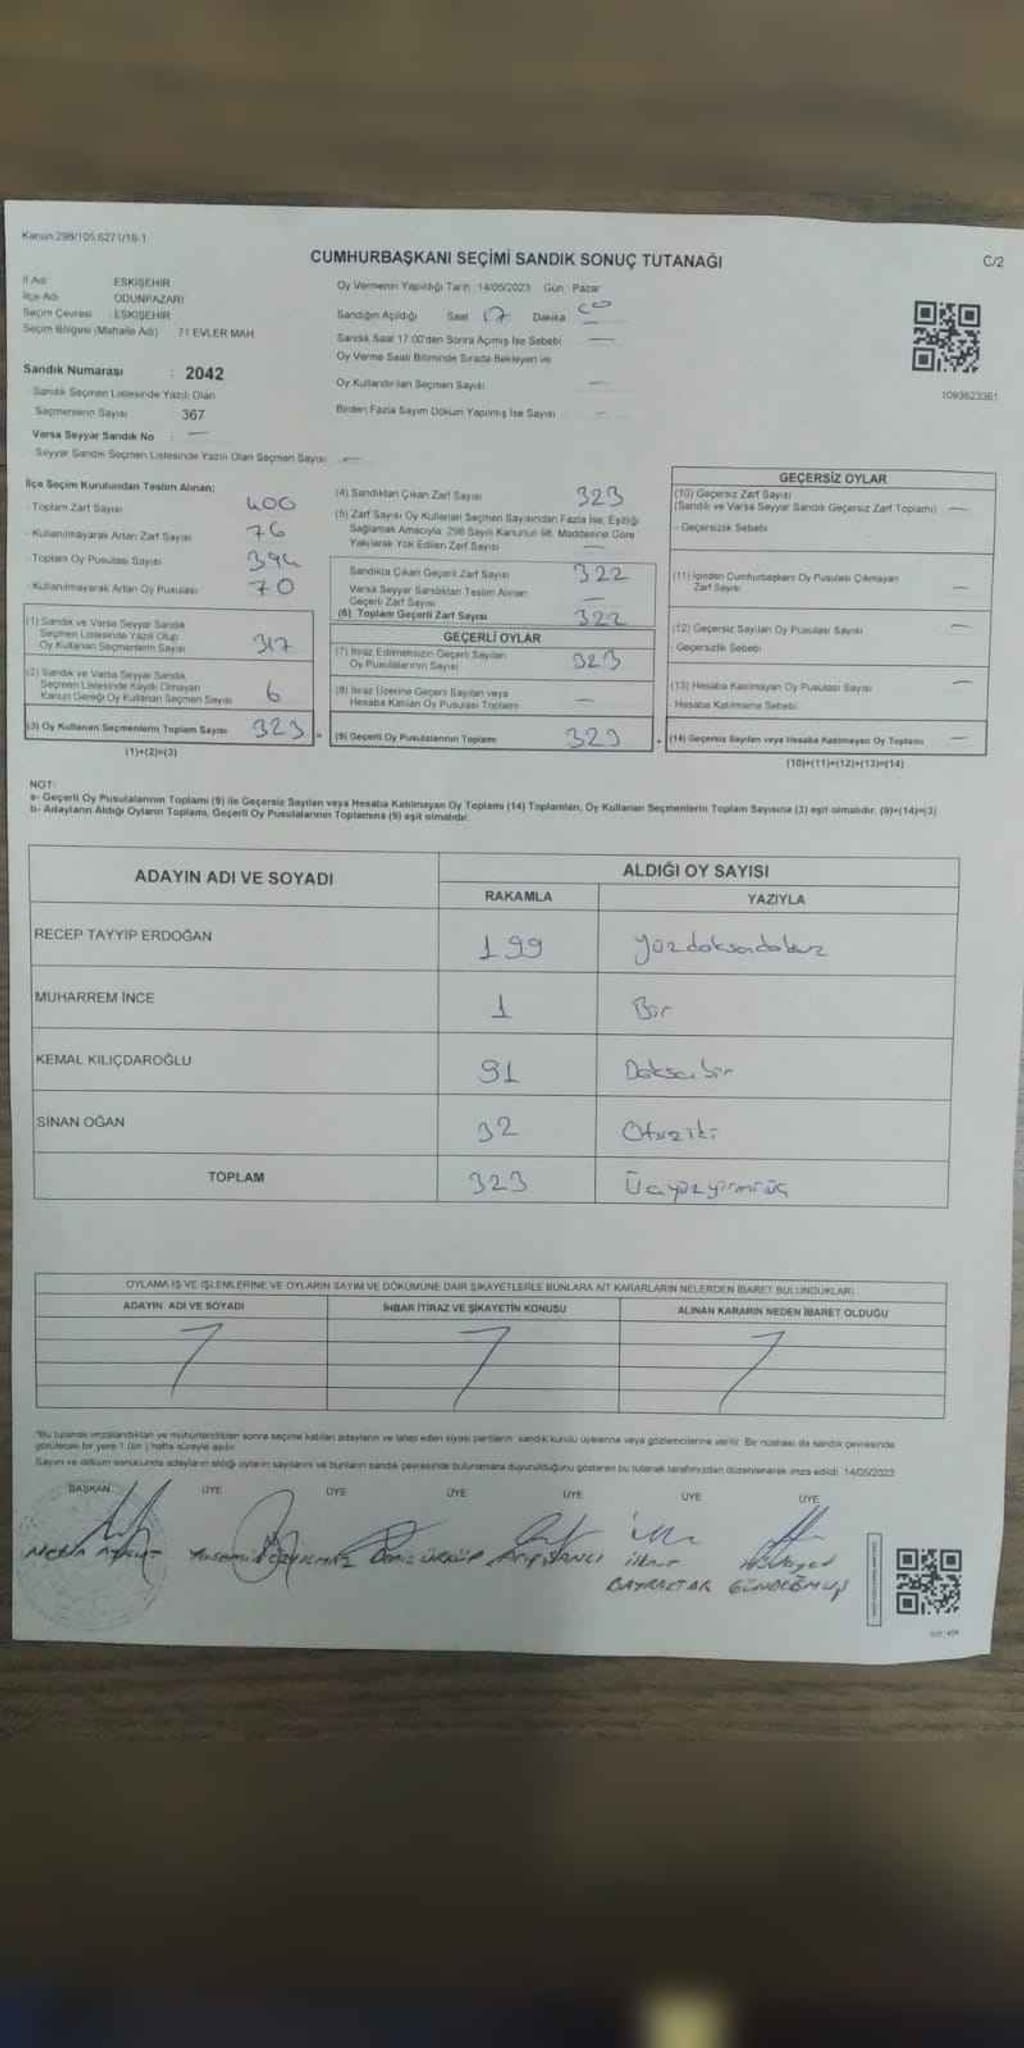 Kanun 298/105,6271/16-1
CUMHURBAŞKANI SEÇİMİ SANDIK SONUÇ TUTANAĞI
C/2
İl Adı : ESKİŞEHİR
İlçe Adı : ODUNPAZARI
Seçim Çevresi : ESKİŞEHİR
Seçim Bölgesi (Mahalle Adı) 71 EVLER MAH
Oy Vermenin Yapıldığı Tarih 14/05/2023 Gün Pazar
Sandığın Açıldığı Saat 17 Dakika 00
Sandık Saat 17:00'den Sonra Açılmış İse Sebebi —
Oy Verme Saati Bitiminde Sırada Bekleyen ve
Oy Kullandırılan Seçmen Sayısı —
Birden Fazla Sayım Döküm Yapılmış İse Sayısı —
1093623361
Sandık Numarası : 2042
Sandık Seçmen Listesinde Yazılı Olan
Seçmenlerin Sayısı 367
Varsa Seyyar Sandık No : —
Seyyar Sandık Seçmen Listesinde Yazılı Olan Seçmen Sayısı —
İlçe Seçim Kurulundan Teslim Alınan;
- Toplam Zarf Sayısı 400
- Kullanılmayarak Artan Zarf Sayısı 76
- Toplam Oy Pusulası Sayısı 394
- Kullanılmayarak Artan Oy Pusulası 70
(1) Sandık ve Varsa Seyyar Sandık
Seçmen Listesinde Yazılı Olup
Oy Kullanan Seçmenlerin Sayısı 317
(2) Sandık ve Varsa Seyyar Sandık
Seçmen Listesinde Kayıtlı Olmayan
Kanun Gereği Oy Kullanan Seçmen Sayısı 6
(3) Oy Kullanan Seçmenlerin Toplam Sayısı 323
(1)+(2)=(3)
(4) Sandıktan Çıkan Zarf Sayısı 323
(5) Zarf Sayısı Oy Kullanan Seçmen Sayısından Fazla İse, Eşitliği
Sağlamak Amacıyla, 298 Sayılı Kanunun 98. Maddesine Göre
Yakılarak Yok Edilen Zarf Sayısı —
Sandıkta Çıkan Geçerli Zarf Sayısı 322
Varsa Seyyar Sandıktan Teslim Alınan
Geçerli Zarf Sayısı —
(6) Toplam Geçerli Zarf Sayısı 322
GEÇERLİ OYLAR
(7) İtiraz Edilmeksizin Geçerli Sayılan
Oy Pusulalarının Sayısı 323
(8) İtiraz Üzerine Geçerli Sayılan veya
Hesaba Katılan Oy Pusulası Toplamı —
(9) Geçerli Oy Pusulalarının Toplamı 323
GEÇERSİZ OYLAR
(10) Geçersiz Zarf Sayısı
(Sandık ve Varsa Seyyar Sandık Geçersiz Zarf Toplamı) —
- Geçersizlik Sebebi
(11) İçinden Cumhurbaşkanı Oy Pusulası Çıkmayan
Zarf Sayısı —
(12) Geçersiz Sayılan Oy Pusulası Sayısı —
- Geçersizlik Sebebi
(13) Hesaba Katılmayan Oy Pusulası Sayısı —
Hesaba Katılmama Sebebi
(14) Geçersiz Sayılan veya Hesaba Katılmayan Oy Toplamı —
(10)+(11)+(12)+(13)=(14)
NOT:
a- Geçerli Oy Pusulalarının Toplamı (9) ile Geçersiz Sayılan veya Hesaba Katılmayan Oy Toplamı (14) Toplamları, Oy Kullanan Seçmenlerin Toplam Sayısına (3) eşit olmalıdır. (9)+(14)=(3)
b- Adayların Aldığı Oyların Toplamı, Geçerli Oy Pusulalarının Toplamına (9) eşit olmalıdır.
ADAYIN ADI VE SOYADI
ALDIĞI OY SAYISI
RAKAMLA YAZIYLA
RECEP TAYYİP ERDOĞAN 199 yüzdoksadokuz
MUHARREM İNCE 1 Bir
KEMAL KILIÇDAROĞLU 91 Doksabir
SİNAN OĞAN 32 Otuziki
TOPLAM 323 Üçyüzyirmiüç
OYLAMA İŞ VE İŞLEMLERİNE VE OYLARIN SAYIM VE DÖKÜMÜNE DAİR ŞİKAYETLERLE BUNLARA AİT KARARLARIN NELERDEN İBARET BULUNDUKLARI
ADAYIN ADI VE SOYADI İHBAR İTİRAZ VE ŞİKAYETİN KONUSU ALINAN KARARIN NEDEN İBARET OLDUĞU
"Bu tutanak imzalandıktan ve mühürlendikten sonra seçime katılan adayların ve talep eden siyasi partilerin sandık kurulu üyelerine veya gözlemcilerine verilir. Bir nüshası da sandık çevresinde
görülecek bir yere 1 (bir) hafta süreyle asılır.
Sayım ve döküm sonucunda adayların aldığı oyların sayılarını ve bunların sandık çevresinde bulunanlara duyurulduğunu gösteren bu tutanak tarafımızdan düzenlenerek imza edildi. 14/05/2023
BAŞKAN ÜYE ÜYE ÜYE ÜYE ÜYE ÜYE
İlknur
BAYRAKTAR GÜNDOĞMUŞ